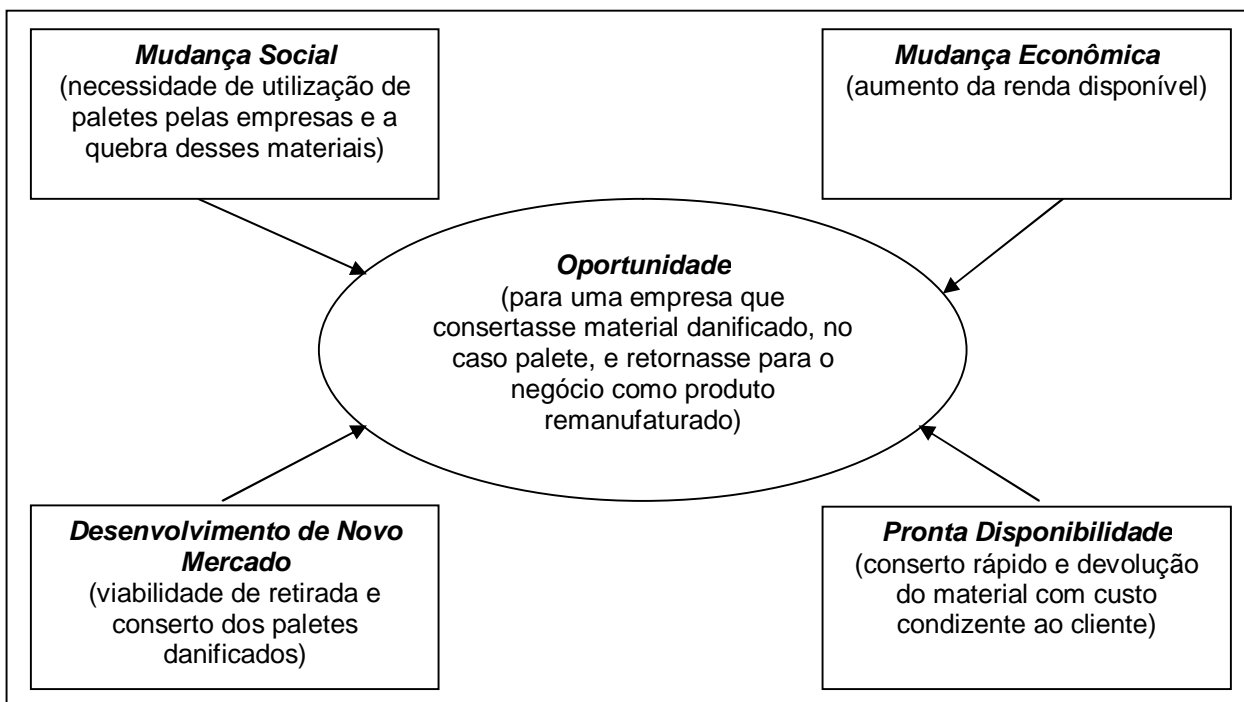 Mudança Social
(necessidade de utilização de
paletes pelas empresas e a
quebra desses materiais)
Mudança Econômica
(aumento da renda disponível)
Oportunidade
(para uma empresa que
consertasse material danificado, no
caso palete, e retornasse para o
negócio como produto
remanufaturado)
Desenvolvimento de Novo
Mercado
(viabilidade de retirada e
conserto dos paletes
danificados)
Pronta Disponibilidade
(conserto rápido e devolução
do material com custo
condizente ao cliente)